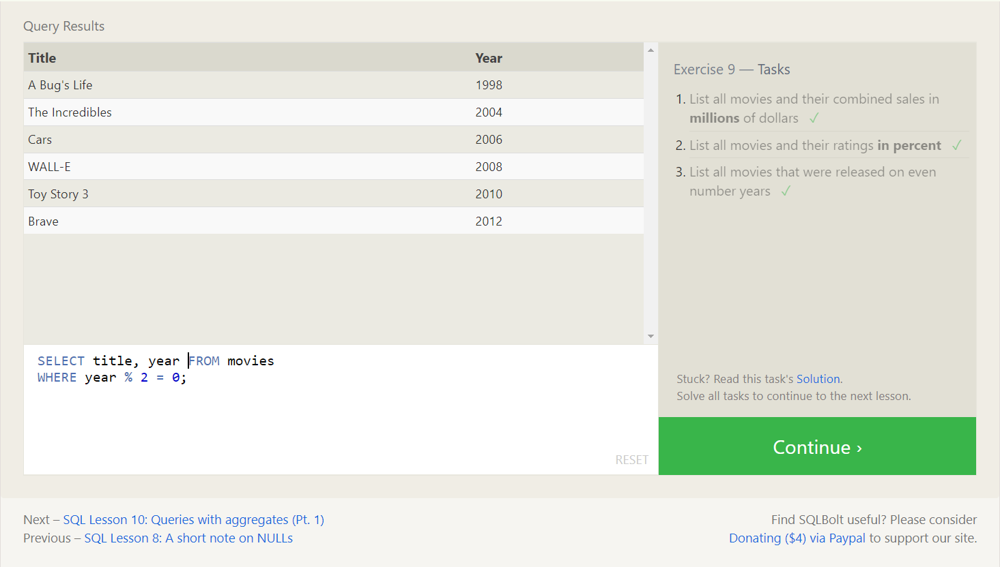 Query Results
Title Year
A Bug's Life 1998
The Incredibles 2004
Cars 2006
WALL-E 2008
Toy Story 3 2010
Brave 2012
SELECT title, year FROM movies
WHERE year % 2 = 0;
RESET
Exercise 9 — Tasks
1. List all movies and their combined sales in
millions of dollars ✓
2. List all movies and their ratings in percent ✓
3. List all movies that were released on even
number years ✓
Stuck? Read this task's Solution.
Solve all tasks to continue to the next lesson.
Continue ›
Next – SQL Lesson 10: Queries with aggregates (Pt. 1)
Previous – SQL Lesson 8: A short note on NULLs
Find SQLBolt useful? Please consider
Donating ($4) via Paypal to support our site.